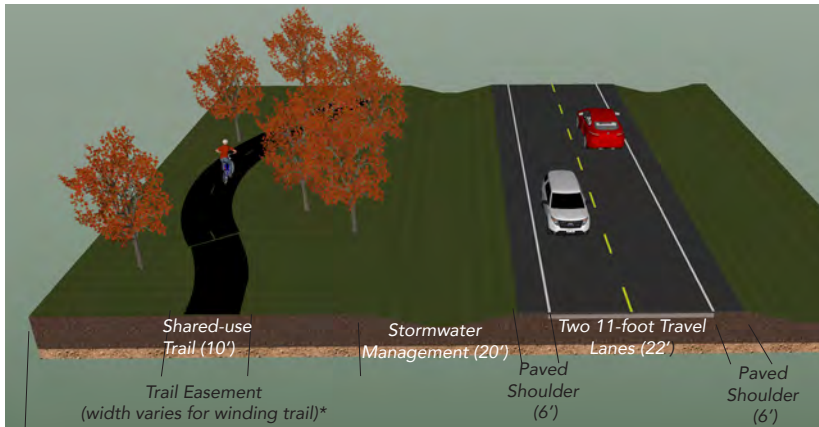 Shared-use
Trail (10')
Stormwater
Management (20')
Two 11-foot Travel
Lanes (22')
Trail Easement
(width varies for winding trail)*
Paved
Shoulder
(6')
Paved
Shoulder
(6')